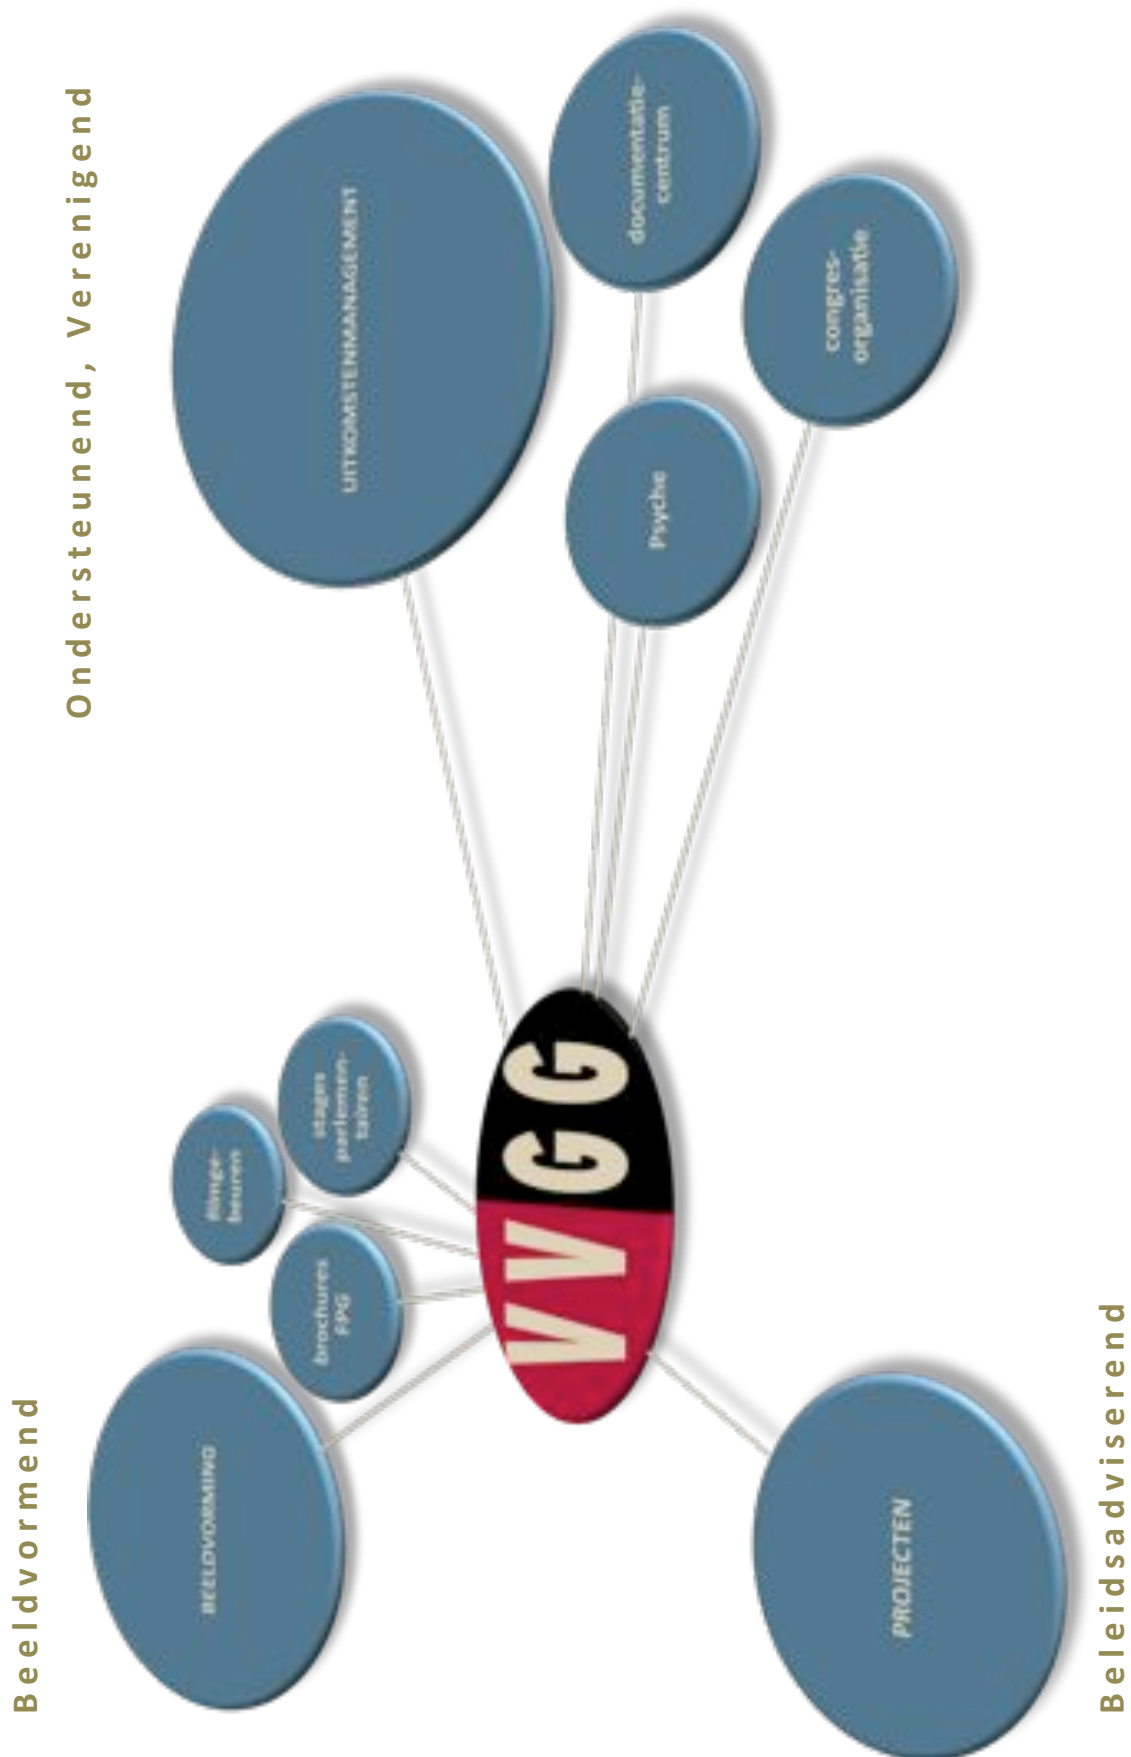 Beeldvormend
Ondersteunend, Verenigend
BEELDVORMING
filmge-
beuren
brochures
FPG
stages
parlemen-
tairen
UITKOMSTENMANAGEMENT
VVGG
Psyche
documentatie-
centrum
congres-
organisatie
PROJECTEN
Beleidsadviserend